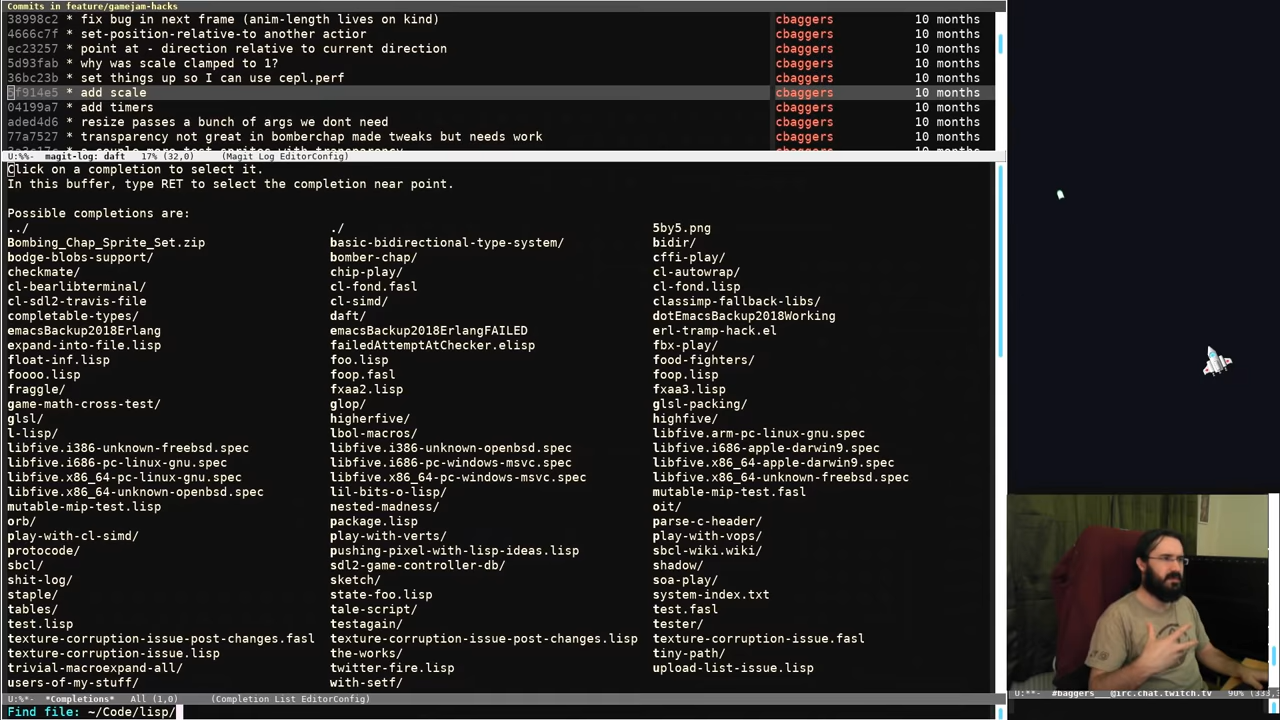 Commits in feature/gamejam-hacks
38998c2 * fix bug in next frame (anim-length lives on kind) cbaggers 10 months
4666c7f * set-position-relative-to another actior cbaggers 10 months
ec23257 * point at - direction relative to current direction cbaggers 10 months
5d93fab * why was scale clamped to 1? cbaggers 10 months
36bc23b * set things up so I can use cepl.perf cbaggers 10 months
5f914e5 * add scale cbaggers 10 months
04199a7 * add timers cbaggers 10 months
aded4d6 * resize passes a bunch of args we dont need cbaggers 10 months
77a7527 * transparency not great in bomberchap made tweaks but needs work cbaggers 10 months
U:%%- magit-log: daft 17% (32,0) (Magit Log EditorConfig)
Click on a completion to select it.
In this buffer, type RET to select the completion near point.
Possible completions are:
../ ./ 5by5.png
Bombing_Chap_Sprite_Set.zip basic-bidirectional-type-system/ bidir/
bodge-blobs-support/ bomber-chap/ cffi-play/
checkmate/ chip-play/ cl-autowrap/
cl-bearlibterminal/ cl-fond.fasl cl-fond.lisp
cl-sdl2-travis-file cl-simd/ classimp-fallback-libs/
completable-types/ daft/ dotEmacsBackup2018Working
emacsBackup2018Erlang emacsBackup2018ErlangFAILED erl-tramp-hack.el
expand-into-file.lisp failedAttemptAtChecker.elisp fbx-play/
float-inf.lisp foo.lisp food-fighters/
foooo.lisp foop.fasl foop.lisp
fraggle/ fxaa2.lisp fxaa3.lisp
game-math-cross-test/ glop/ glsl-packing/
glsl/ higherfive/ highfive/
l-lisp/ lbol-macros/ libfive.arm-pc-linux-gnu.spec
libfive.i386-unknown-freebsd.spec libfive.i386-unknown-openbsd.spec libfive.i686-apple-darwin9.spec
libfive.i686-pc-linux-gnu.spec libfive.i686-pc-windows-msvc.spec libfive.x86_64-apple-darwin9.spec
libfive.x86_64-pc-linux-gnu.spec libfive.x86_64-pc-windows-msvc.spec libfive.x86_64-unknown-freebsd.spec
libfive.x86_64-unknown-openbsd.spec lil-bits-o-lisp/ mutable-mip-test.fasl
mutable-mip-test.lisp nested-madness/ oit/
orb/ package.lisp parse-c-header/
play-with-cl-simd/ play-with-verts/ play-with-vops/
protocode/ pushing-pixel-with-lisp-ideas.lisp sbcl-wiki.wiki/
sbcl/ sdl2-game-controller-db/ shadow/
shit-log/ sketch/ soa-play/
staple/ state-foo.lisp system-index.txt
tables/ tale-script/ test.fasl
test.lisp testagain/ tester/
texture-corruption-issue-post-changes.fasl texture-corruption-issue-post-changes.lisp texture-corruption-issue.fasl
texture-corruption-issue.lisp the-works/ tiny-path/
trivial-macroexpand-all/ twitter-fire.lisp upload-list-issue.lisp
users-of-my-stuff/ with-setf/
U:%*- *Completions* All (1,0) (Completion List EditorConfig)
U:**- #baggers__@irc.chat.twitch.tv 90% (333,
Find file: ~/Code/lisp/